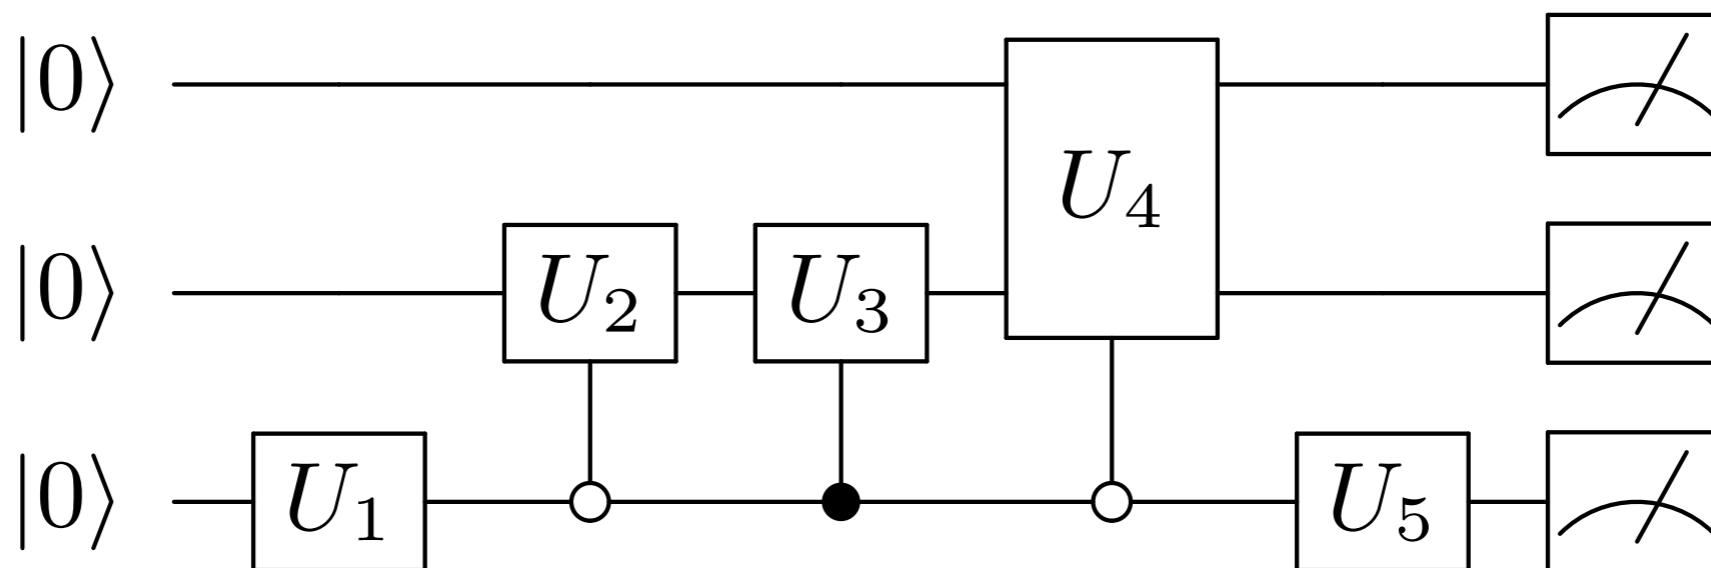 |0⟩ U₄
|0⟩ U₂ U₃
|0⟩ U₁ U₅